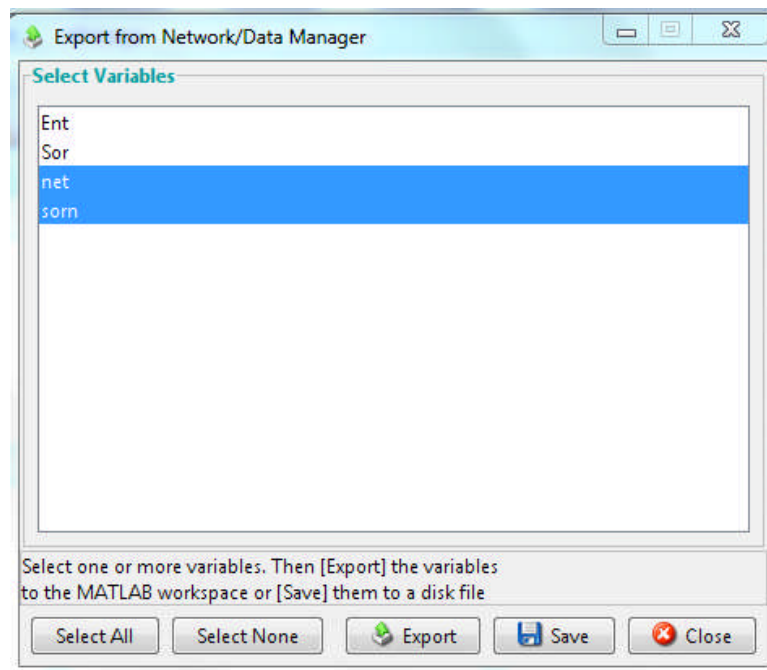 Export from Network/Data Manager
Select Variables
Ent
Sor
net
sorn
Select one or more variables. Then [Export] the variables
to the MATLAB workspace or [Save] them to a disk file
Select All Select None Export Save Close